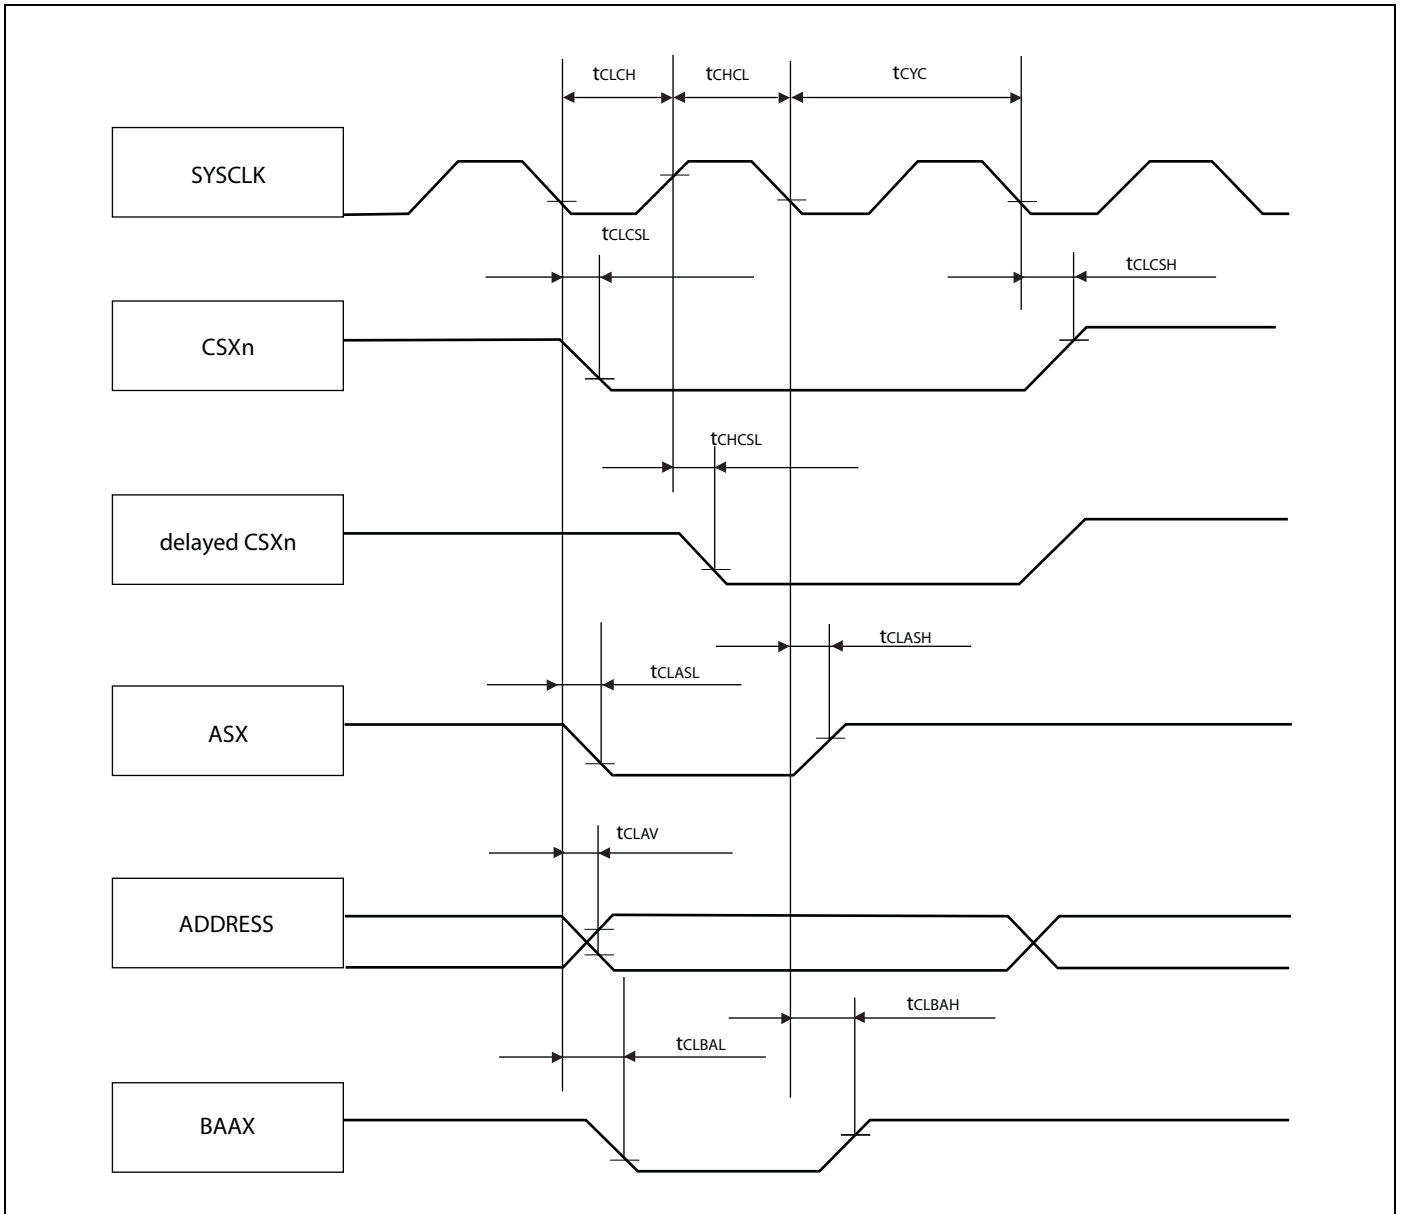 tCLCH
tCHCL
tCYC
SYSCLK
tCLCSL
tCLCSH
CSXn
tCHCSL
delayed CSXn
tCLASH
tCLASL
ASX
tCLAV
ADDRESS
tCLBAH
tCLBAL
BAAX